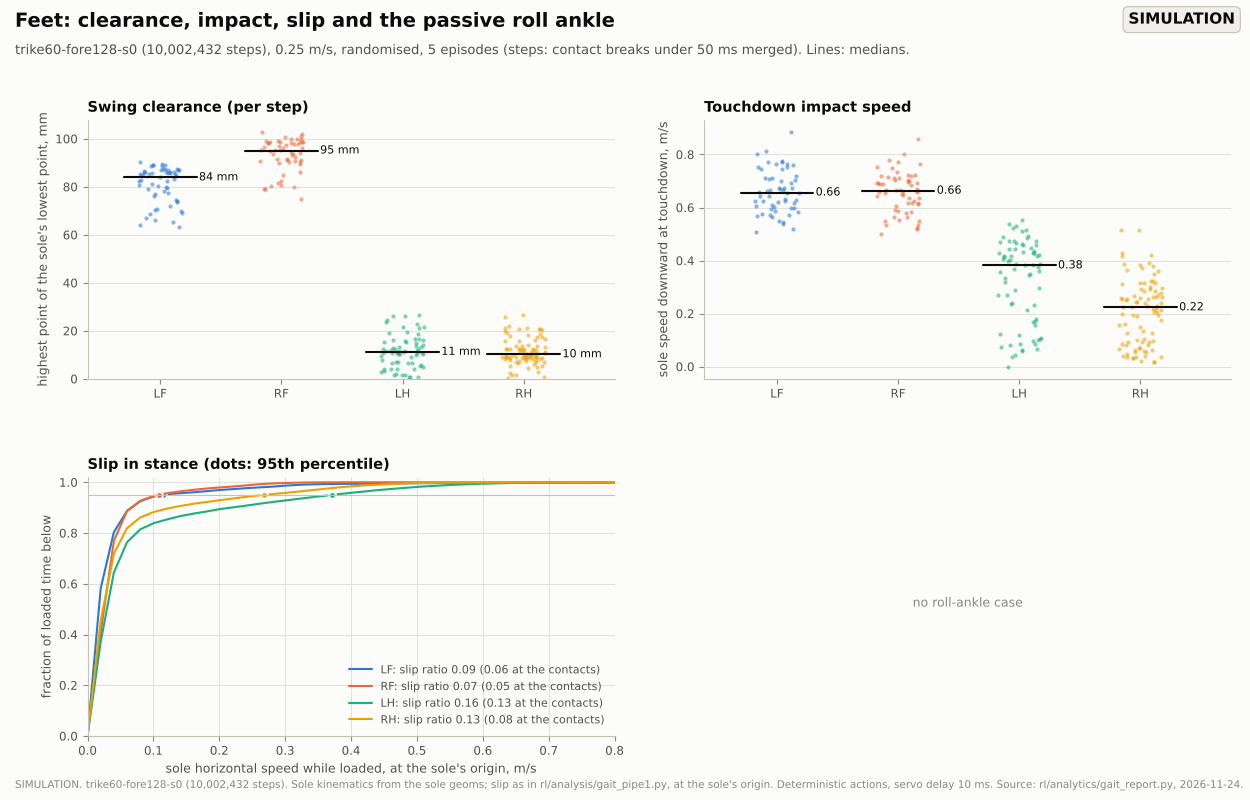 Feet: clearance, impact, slip and the passive roll ankle
SIMULATION
trike60-fore128-s0 (10,002,432 steps), 0.25 m/s, randomised, 5 episodes (steps: contact breaks under 50 ms merged). Lines: medians.
Swing clearance (per step)
highest point of the sole's lowest point, mm
100
80
60
40
20
0
84 mm
95 mm
11 mm
10 mm
LF
RF
LH
RH
Touchdown impact speed
sole speed downward at touchdown, m/s
0.8
0.6
0.4
0.2
0.0
0.66
0.66
0.38
0.22
LF
RF
LH
RH
Slip in stance (dots: 95th percentile)
fraction of loaded time below
1.0
0.8
0.6
0.4
0.2
0.0
LF: slip ratio 0.09 (0.06 at the contacts)
RF: slip ratio 0.07 (0.05 at the contacts)
LH: slip ratio 0.16 (0.13 at the contacts)
RH: slip ratio 0.13 (0.08 at the contacts)
0.0
0.1
0.2
0.3
0.4
0.5
0.6
0.7
0.8
sole horizontal speed while loaded, at the sole's origin, m/s
no roll-ankle case
SIMULATION. trike60-fore128-s0 (10,002,432 steps). Sole kinematics from the sole geoms; slip as in rl/analysis/gait_pipe1.py, at the sole's origin. Deterministic actions, servo delay 10 ms. Source: rl/analytics/gait_report.py, 2026-11-24.